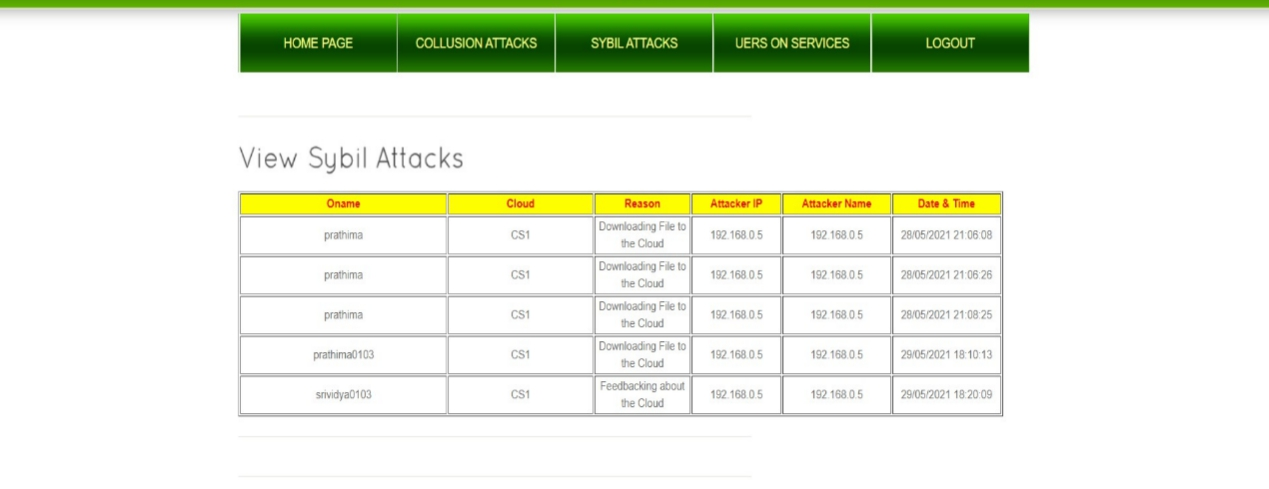 HOME PAGE COLLUSION ATTACKS SYBIL ATTACKS UERS ON SERVICES LOGOUT
View Sybil Attacks
Oname Cloud Reason Attacker IP Attacker Name Date & Time
prathima CS1 Downloading File to the Cloud 192.168.0.5 192.168.0.5 28/05/2021 21:06:08
prathima CS1 Downloading File to the Cloud 192.168.0.5 192.168.0.5 28/05/2021 21:06:26
prathima CS1 Downloading File to the Cloud 192.168.0.5 192.168.0.5 28/05/2021 21:08:25
prathima0103 CS1 Downloading File to the Cloud 192.168.0.5 192.168.0.5 29/05/2021 18:10:13
srividya0103 CS1 Feedbacking about the Cloud 192.168.0.5 192.168.0.5 29/05/2021 18:20:09